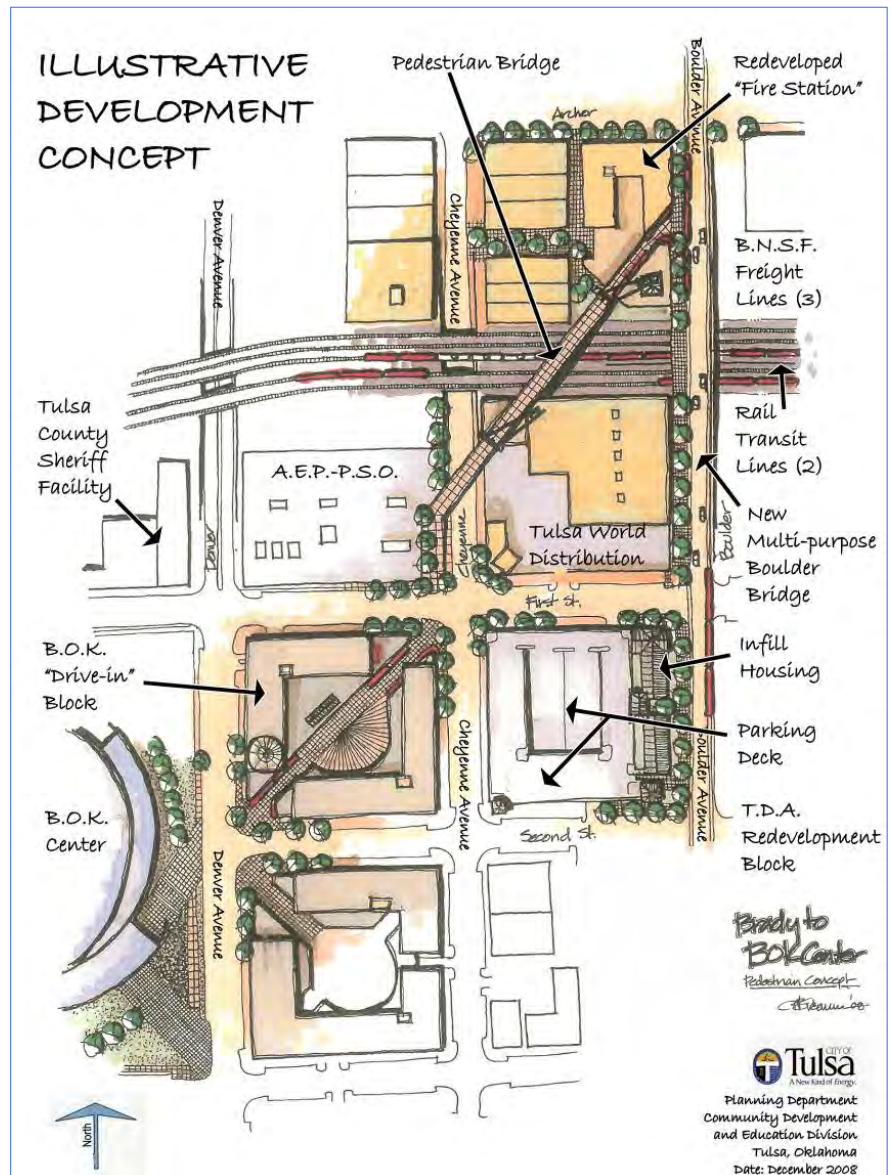 ILLUSTRATIVE
DEVELOPMENT
CONCEPT
Pedestrian Bridge
Boulder Avenue
Redeveloped
"Fire Station"
Archer
Denver Avenue
Cheyenne Avenue
B.N.S.F.
Freight
Lines (3)
Tulsa
County
Sheriff
Facility
A.E.P.-P.S.O.
Rail
Transit
Lines (2)
Denver
Cheyenne
Tulsa World
Distribution
Boulder
New
Multi-purpose
Boulder
Bridge
First St.
B.O.K.
"Drive-in"
Block
Infill
Housing
Cheyenne Avenue
Parking
Deck
Boulder Avenue
B.O.K.
Center
Denver Avenue
Second St.
T.D.A.
Redevelopment
Block
Brady to
BOK Center
Pedestrian Concept
North
CITY OF
Tulsa
A New Kind of Energy.
Planning Department
Community Development
and Education Division
Tulsa, Oklahoma
Date: December 2008